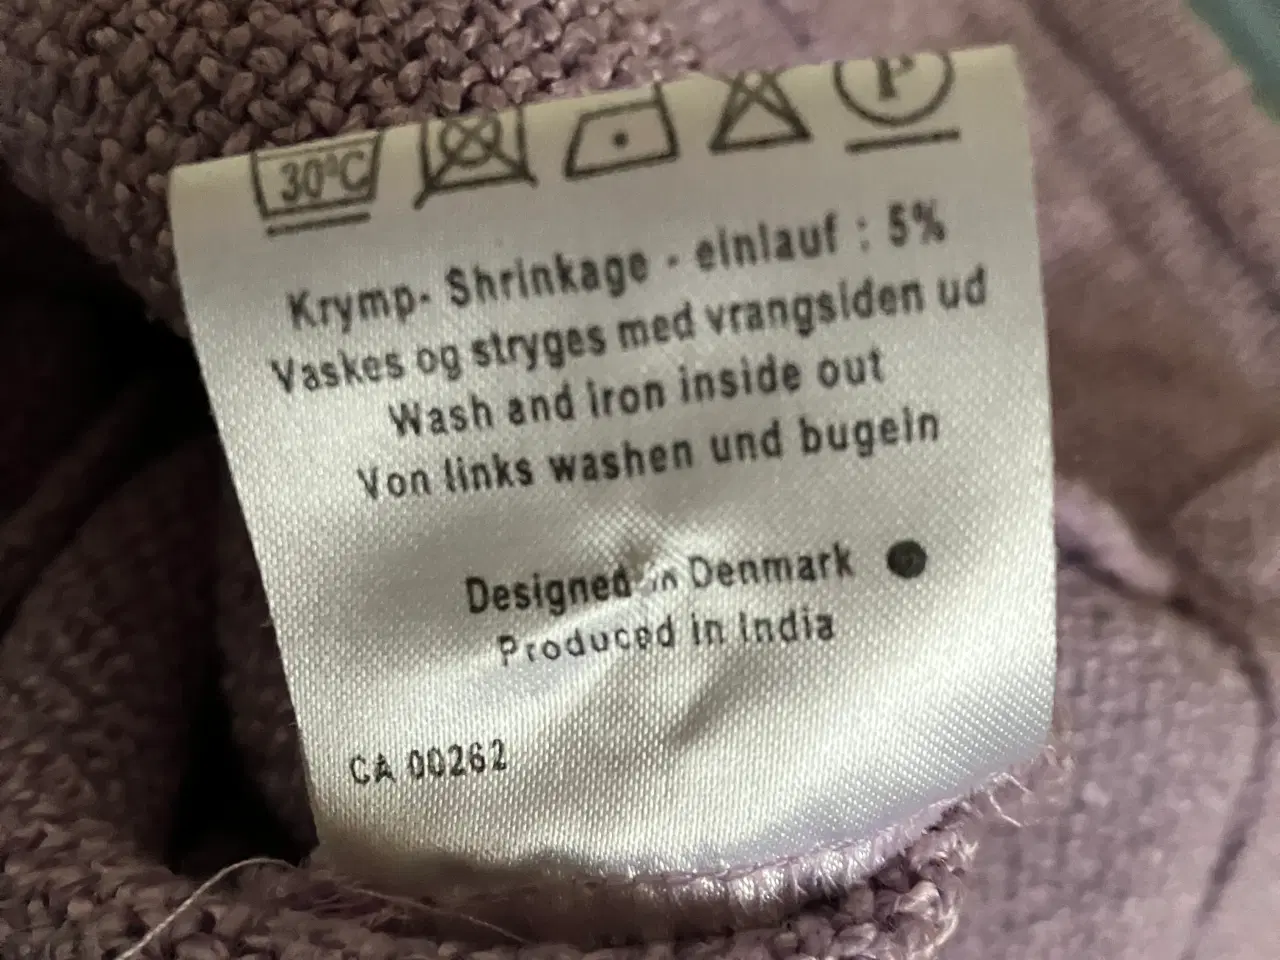 30°C P
Krymp- Shrinkage - einlauf : 5%
Vaskes og stryges med vrangsiden ud
Wash and iron inside out
Von links washen und bugeln
Designed in Denmark
Produced in India
CA 00262